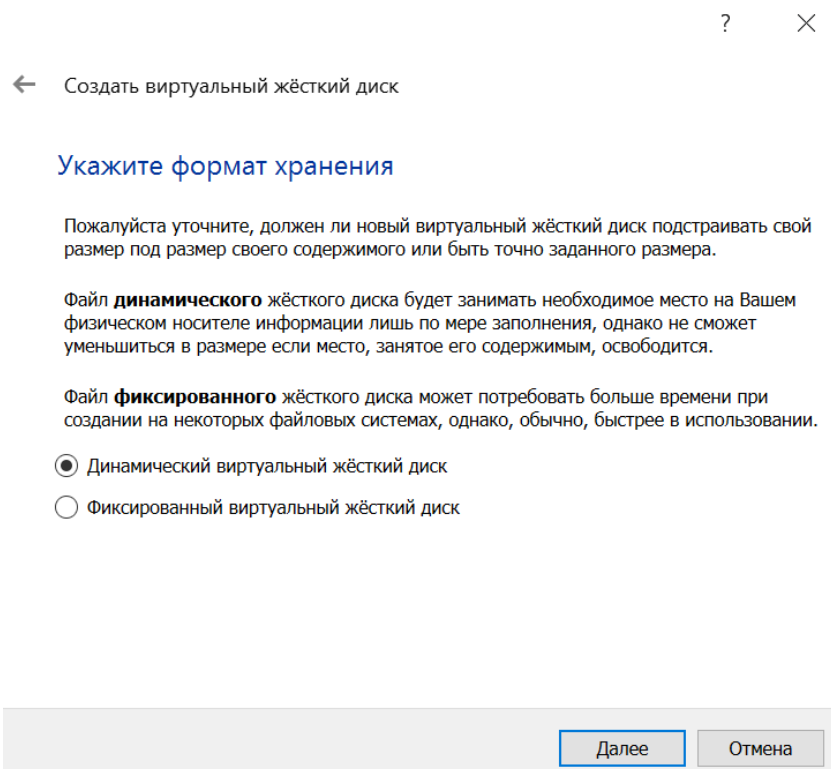 ?
Создать виртуальный жёсткий диск
Укажите формат хранения
Пожалуйста уточните, должен ли новый виртуальный жёсткий диск подстраивать свой
размер под размер своего содержимого или быть точно заданного размера.
Файл динамического жёсткого диска будет занимать необходимое место на Вашем
физическом носителе информации лишь по мере заполнения, однако не сможет
уменьшиться в размере если место, занятое его содержимым, освободится.
Файл фиксированного жёсткого диска может потребовать больше времени при
создании на некоторых файловых системах, однако, обычно, быстрее в использовании.
Динамический виртуальный жёсткий диск
Фиксированный виртуальный жёсткий диск
Далее Отмена